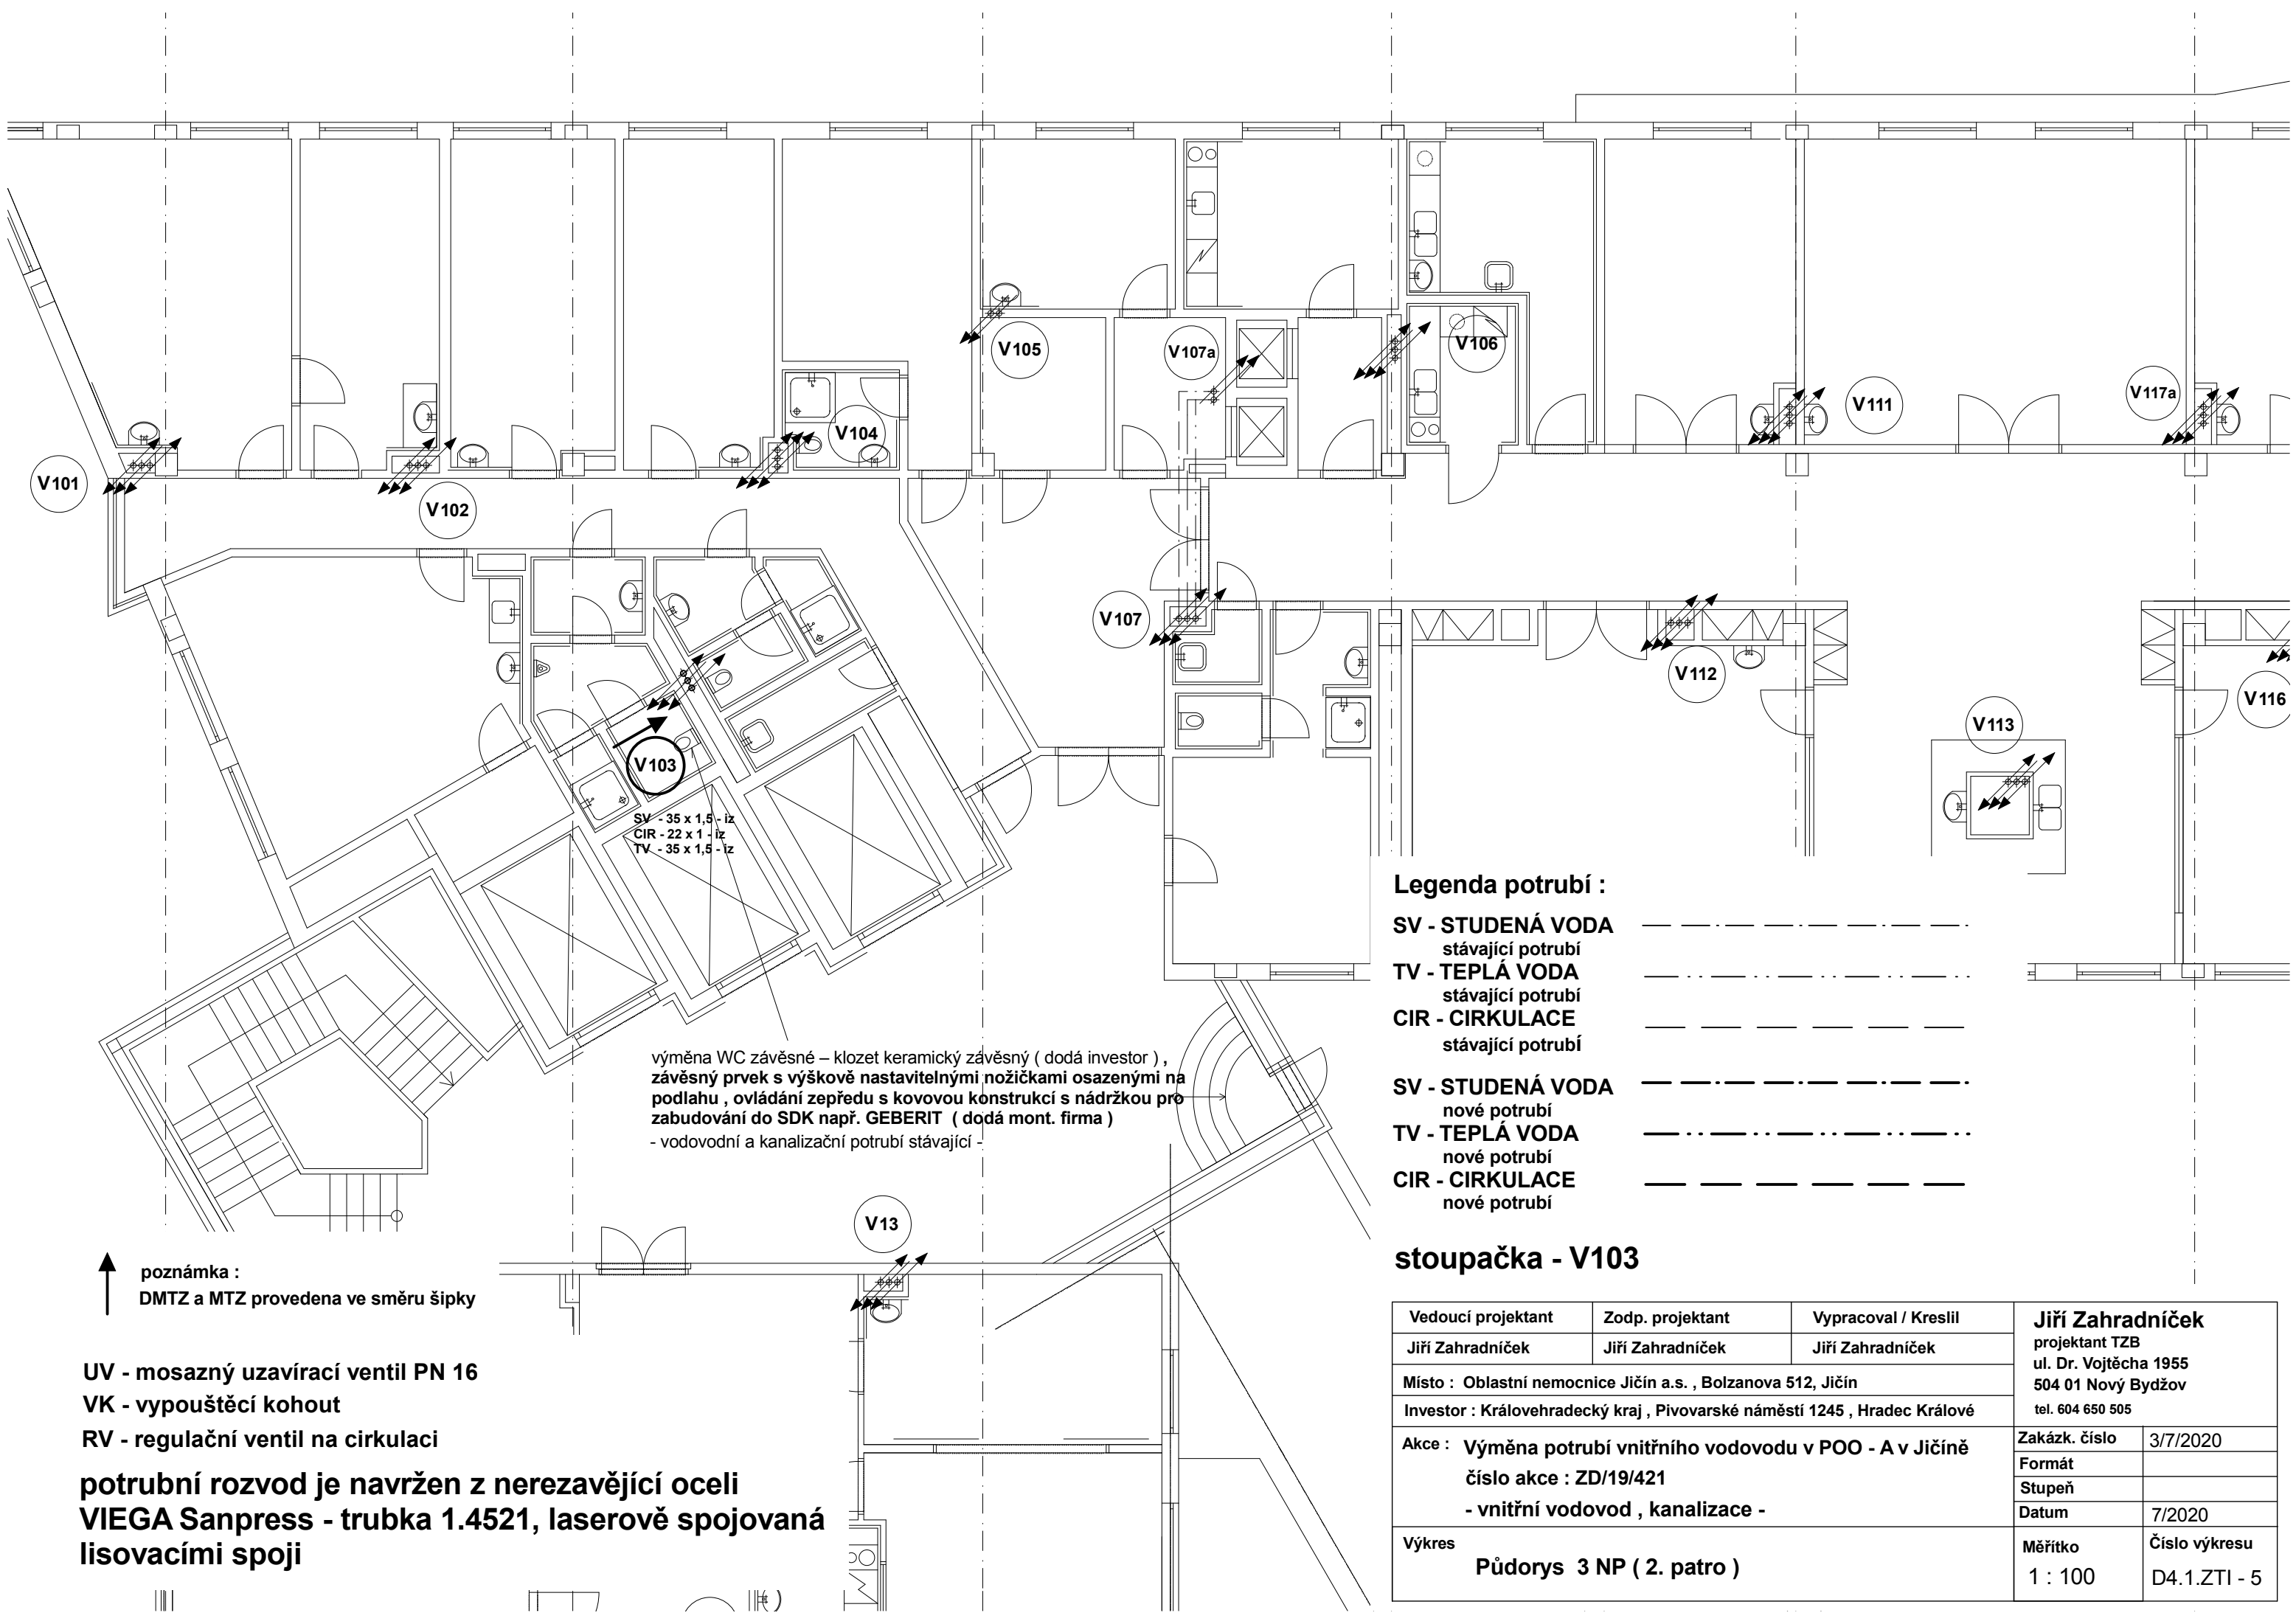 V105
V107a
V106
V104
V111
V117a
V101
V102
V107
V112
V116
V113
V103
SV - 35 x 1,5 - iz
CIR - 22 x 1 - iz
TV - 35 x 1,5 - iz
výměna WC závěsné – klozet keramický závěsný ( dodá investor ) ,
závěsný prvek s výškově nastavitelnými nožičkami osazenými na
podlahu , ovládání zepředu s kovovou konstrukcí s nádržkou pro
zabudování do SDK např. GEBERIT ( dodá mont. firma )
- vodovodní a kanalizační potrubí stávající -
V13
Legenda potrubí :
SV - STUDENÁ VODA
stávající potrubí
TV - TEPLÁ VODA
stávající potrubí
CIR - CIRKULACE
stávající potrubí
SV - STUDENÁ VODA
nové potrubí
TV - TEPLÁ VODA
nové potrubí
CIR - CIRKULACE
nové potrubí
stoupačka - V103
poznámka :
DMTZ a MTZ provedena ve směru šipky
UV - mosazný uzavírací ventil PN 16
VK - vypouštěcí kohout
RV - regulační ventil na cirkulaci
potrubní rozvod je navržen z nerezavějící oceli
VIEGA Sanpress - trubka 1.4521, laserově spojovaná
lisovacími spoji
Vedoucí projektant
Zodp. projektant
Vypracoval / Kreslil
Jiří Zahradníček
Jiří Zahradníček
Jiří Zahradníček
Jiří Zahradníček
projektant TZB
ul. Dr. Vojtěcha 1955
504 01 Nový Bydžov
tel. 604 650 505
Místo : Oblastní nemocnice Jičín a.s. , Bolzanova 512, Jičín
Investor : Královehradecký kraj , Pivovarské náměstí 1245 , Hradec Králové
Akce : Výměna potrubí vnitřního vodovodu v POO - A v Jičíně
číslo akce : ZD/19/421
- vnitřní vodovod , kanalizace -
Zakázk. číslo 3/7/2020
Formát
Stupeň
Datum 7/2020
Výkres
Půdorys 3 NP ( 2. patro )
Měřítko
1 : 100
Číslo výkresu
D4.1.ZTI - 5